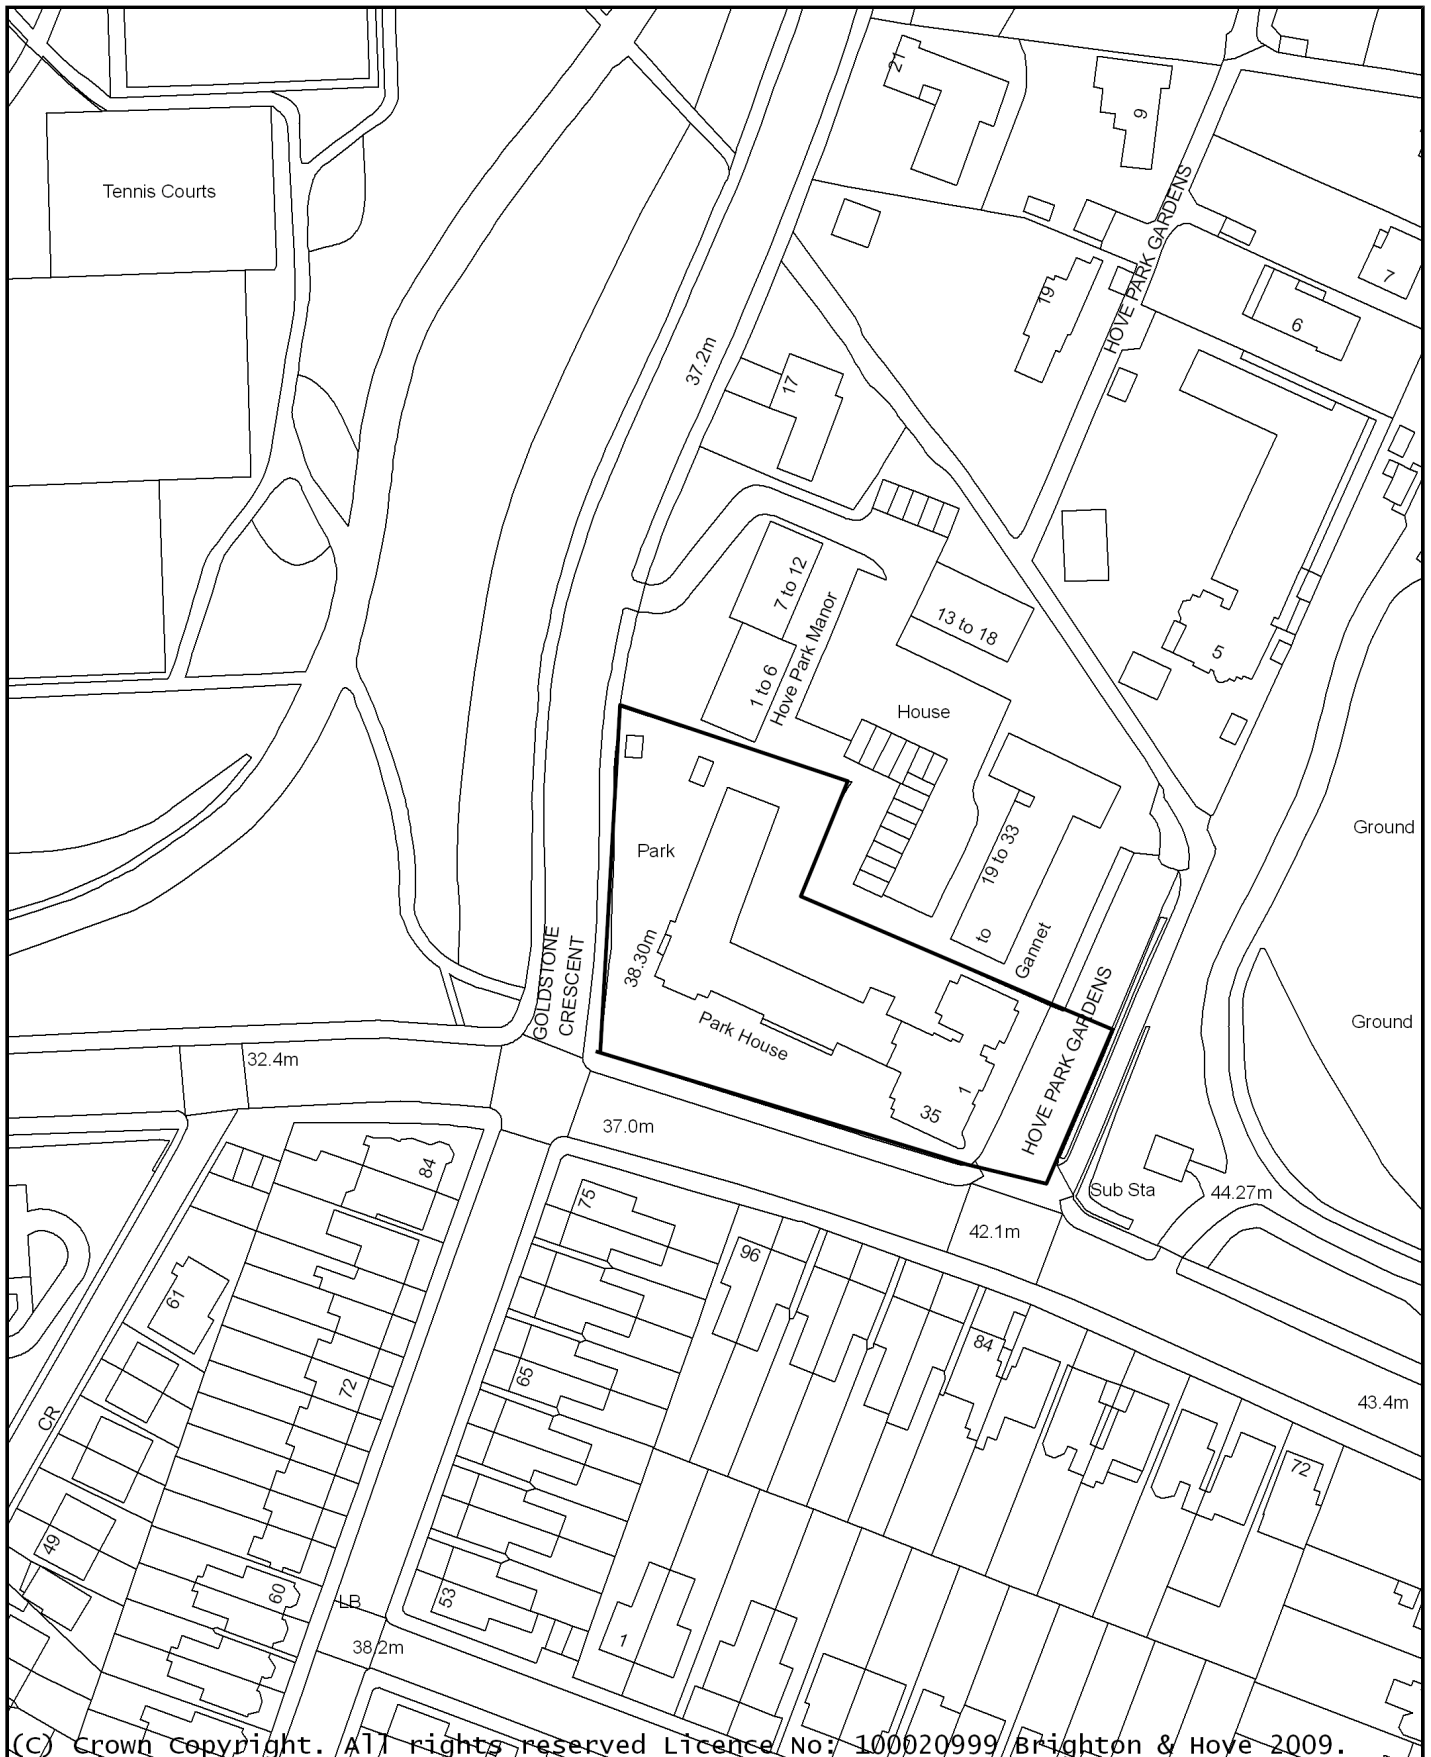 21
9
Tennis Courts
HOVE PARK GARDENS
7
19
6
37.2m
17
7 to 12
Hove Park Manor
13 to 18
5
1 to 6
House
Ground
Park
19 to 33
to
Gannet
38.30m
GOLDSTONE
CRESCENT
HOVE PARK GARDENS
Ground
Park House
32.4m
1
35
37.0m
84
75
Sub Sta
44.27m
42.1m
96
61
84
65
72
43.4m
CR
72
49
60
53
LB
1
38.2m
(C) Crown Copyright. All rights reserved Licence No: 100020999 Brighton & Hove 2009.